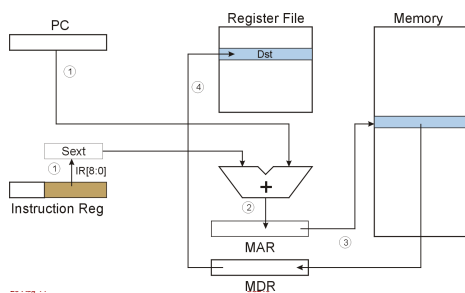 PC
Register File
Memory
Dst
1
4
Sext
1
IR[8:0]
Instruction Reg
+
2
MAR
3
MDR